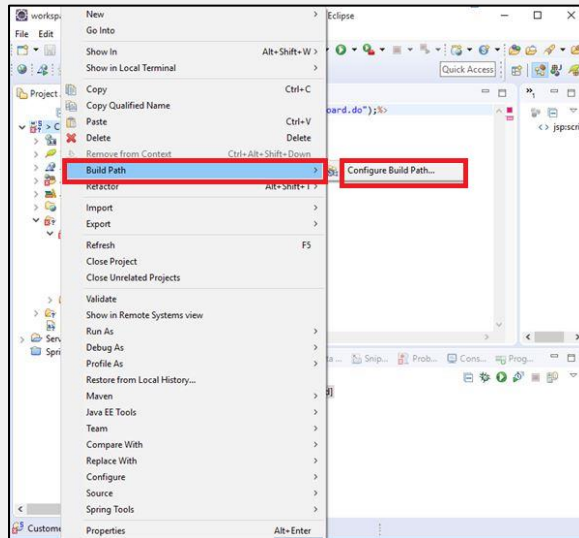 workspa
Eclipse
File Edit
Quick Access
Project
New
Go Into
Show In Alt+Shift+W >
Show in Local Terminal >
Copy Ctrl+C
Copy Qualified Name
Paste Ctrl+V
Delete Delete
Remove from Context Ctrl+Alt+Shift+Down
Build Path >
Configure Build Path...
Refactor Alt+Shift+T >
Import >
Export >
Refresh F5
Close Project
Close Unrelated Projects
Validate
Show in Remote Systems view
Run As >
Debug As >
Profile As >
Restore from Local History...
Maven >
Java EE Tools >
Team >
Compare With >
Replace With >
Configure >
Source >
Spring Tools >
Properties Alt+Enter
oard.do");%>
<> jsp:scri
> C
Serv
Spri
Snip... Prob... Cons... Prog...
Custome